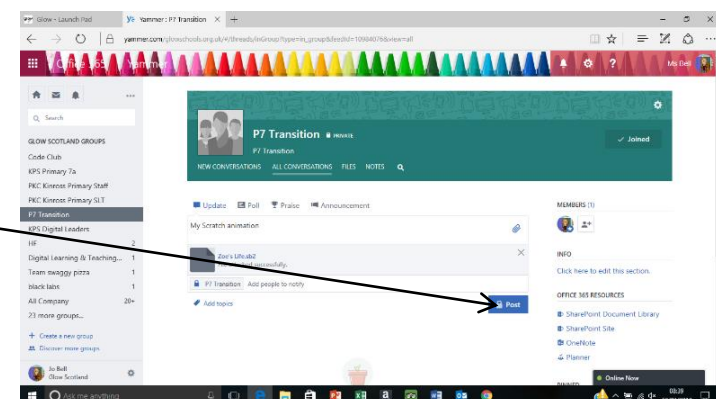 Glow - Launch Pad
Yammer : P7 Transition
yammer.com/glowschools.org.uk/#/threads/inGroup?type=in_group&feedId=10984076&view=all
Office 365
Yammer
Ms Bell
Search
GLOW SCOTLAND GROUPS
Code Club
KPS Primary 7a
PKC Kinross Primary Staff
PKC Kinross Primary SLT
P7 Transition
KPS Digital Leaders
HF 2
Digital Learning & Teaching... 1
Team swaggy pizza 1
black labs 1
All Company 20+
23 more groups...
+ Create a new group
Discover more groups
Jo Bell
Glow Scotland
P7 Transition PRIVATE
P7 Transition
NEW CONVERSATIONS ALL CONVERSATIONS FILES NOTES
Joined
Update Poll Praise Announcement
My Scratch animation
Zoe's Life.sb2
successfully.
P7 Transition Add people to notify
Add topics
Post
MEMBERS (1)
INFO
Click here to edit this section.
OFFICE 365 RESOURCES
SharePoint Document Library
SharePoint Site
OneNote
Planner
PINNED
Online Now
Ask me anything